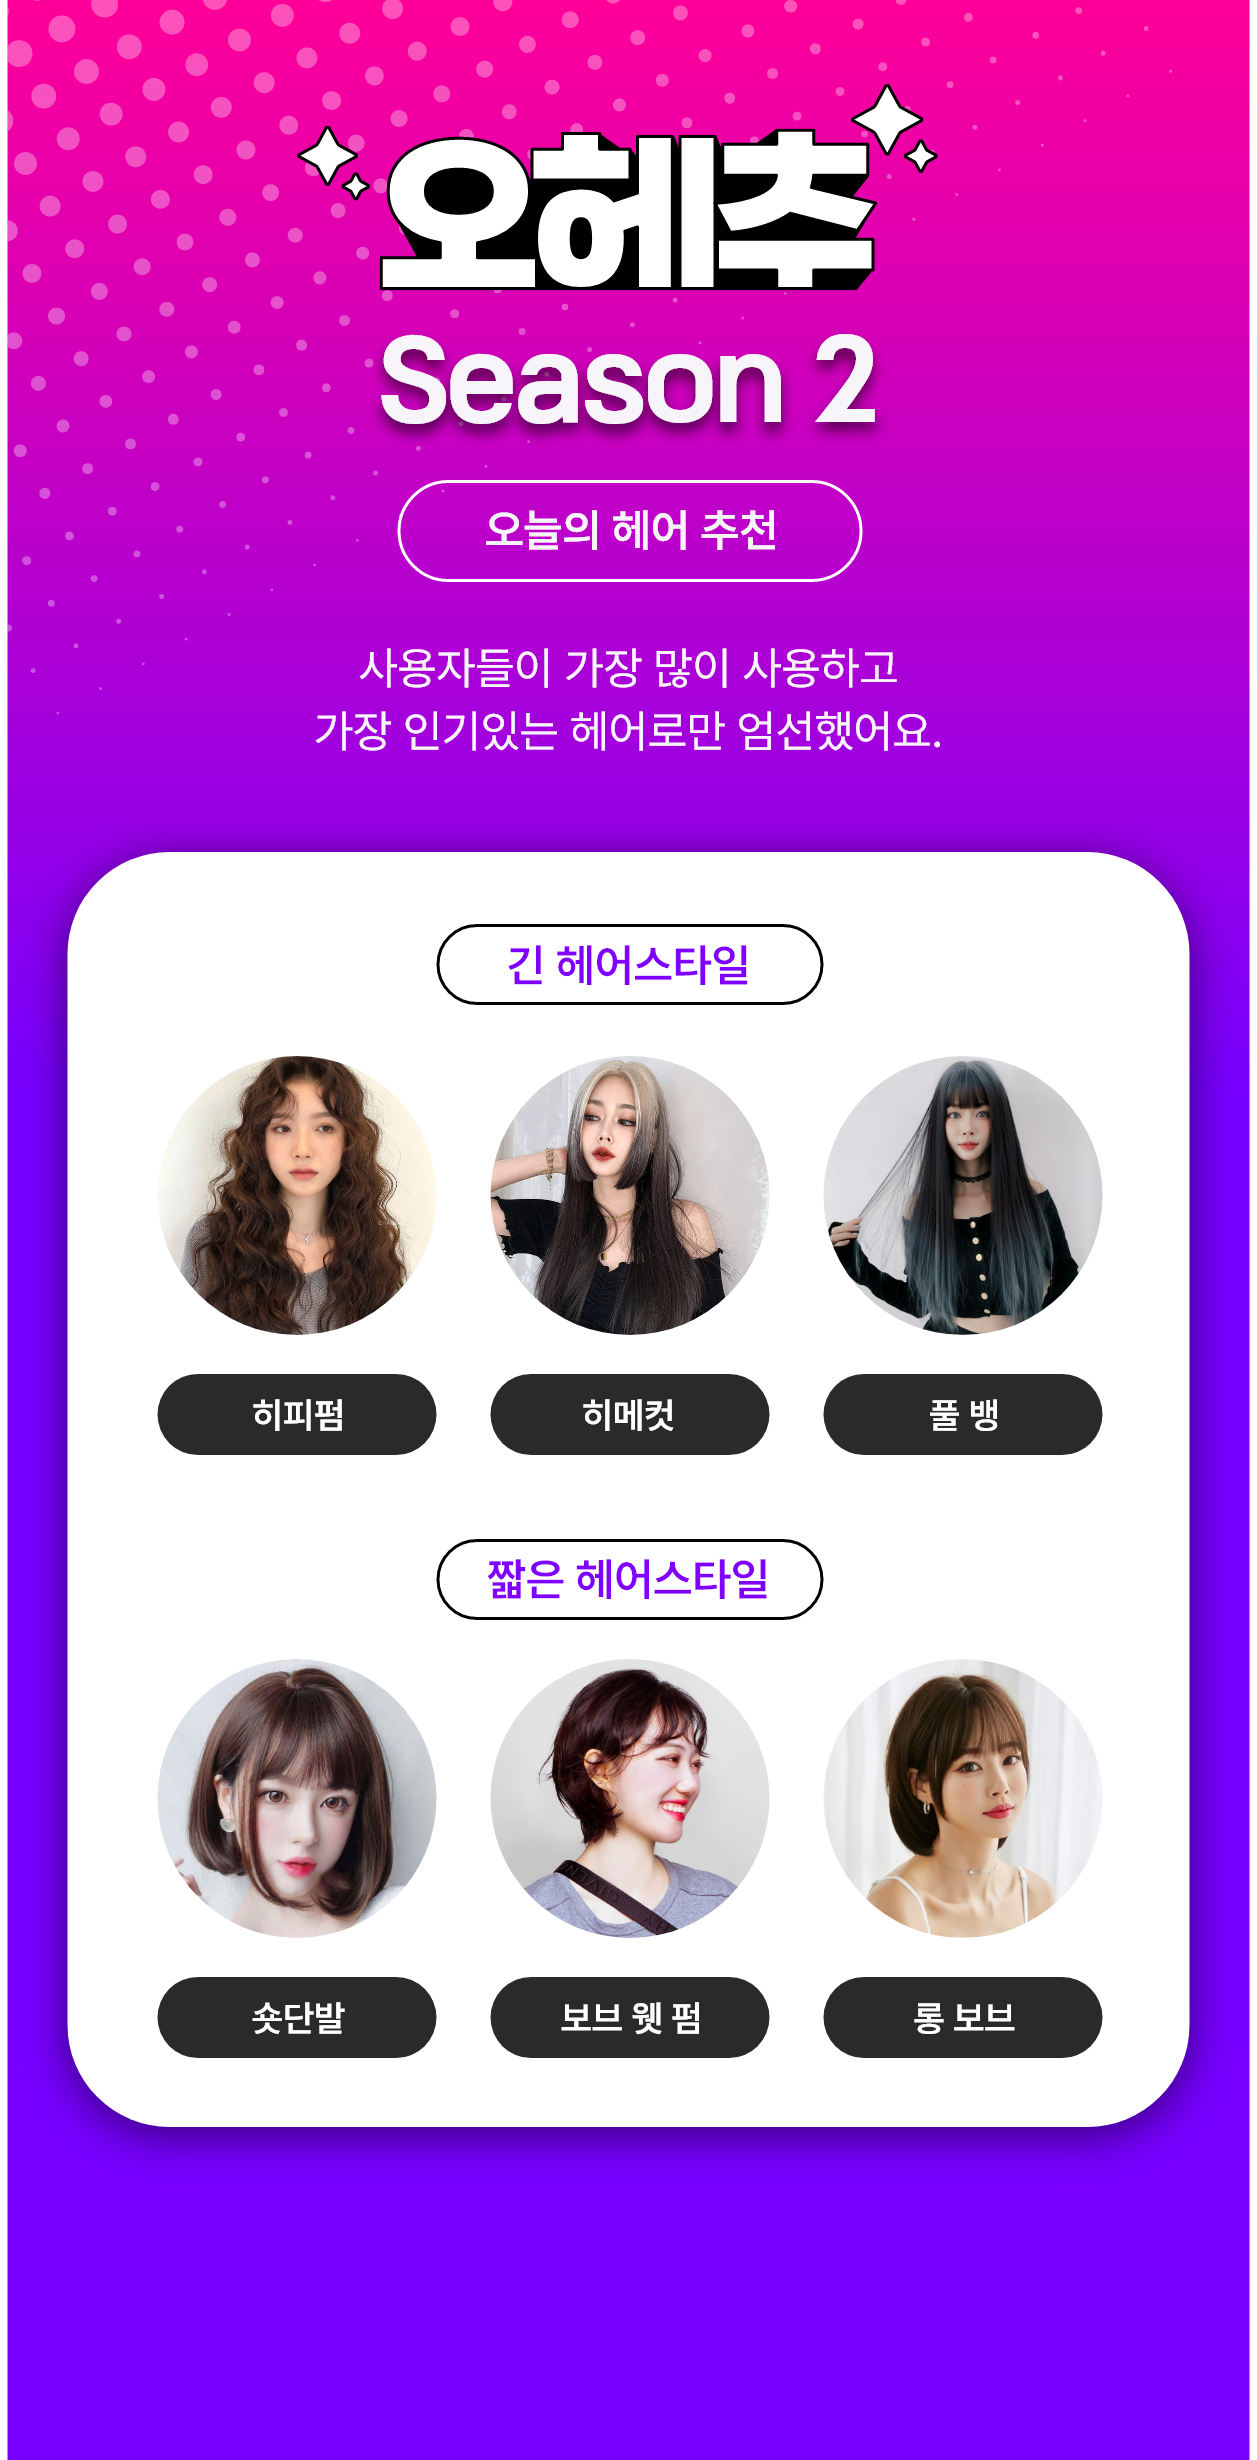 오헤추
Season 2
오늘의 헤어 추천
사용자들이 가장 많이 사용하고
가장 인기있는 헤어로만 엄선했어요.
긴 헤어스타일
히피펌
히메컷
풀 뱅
짧은 헤어스타일
숏단발
보브 웻 펌
롱 보브